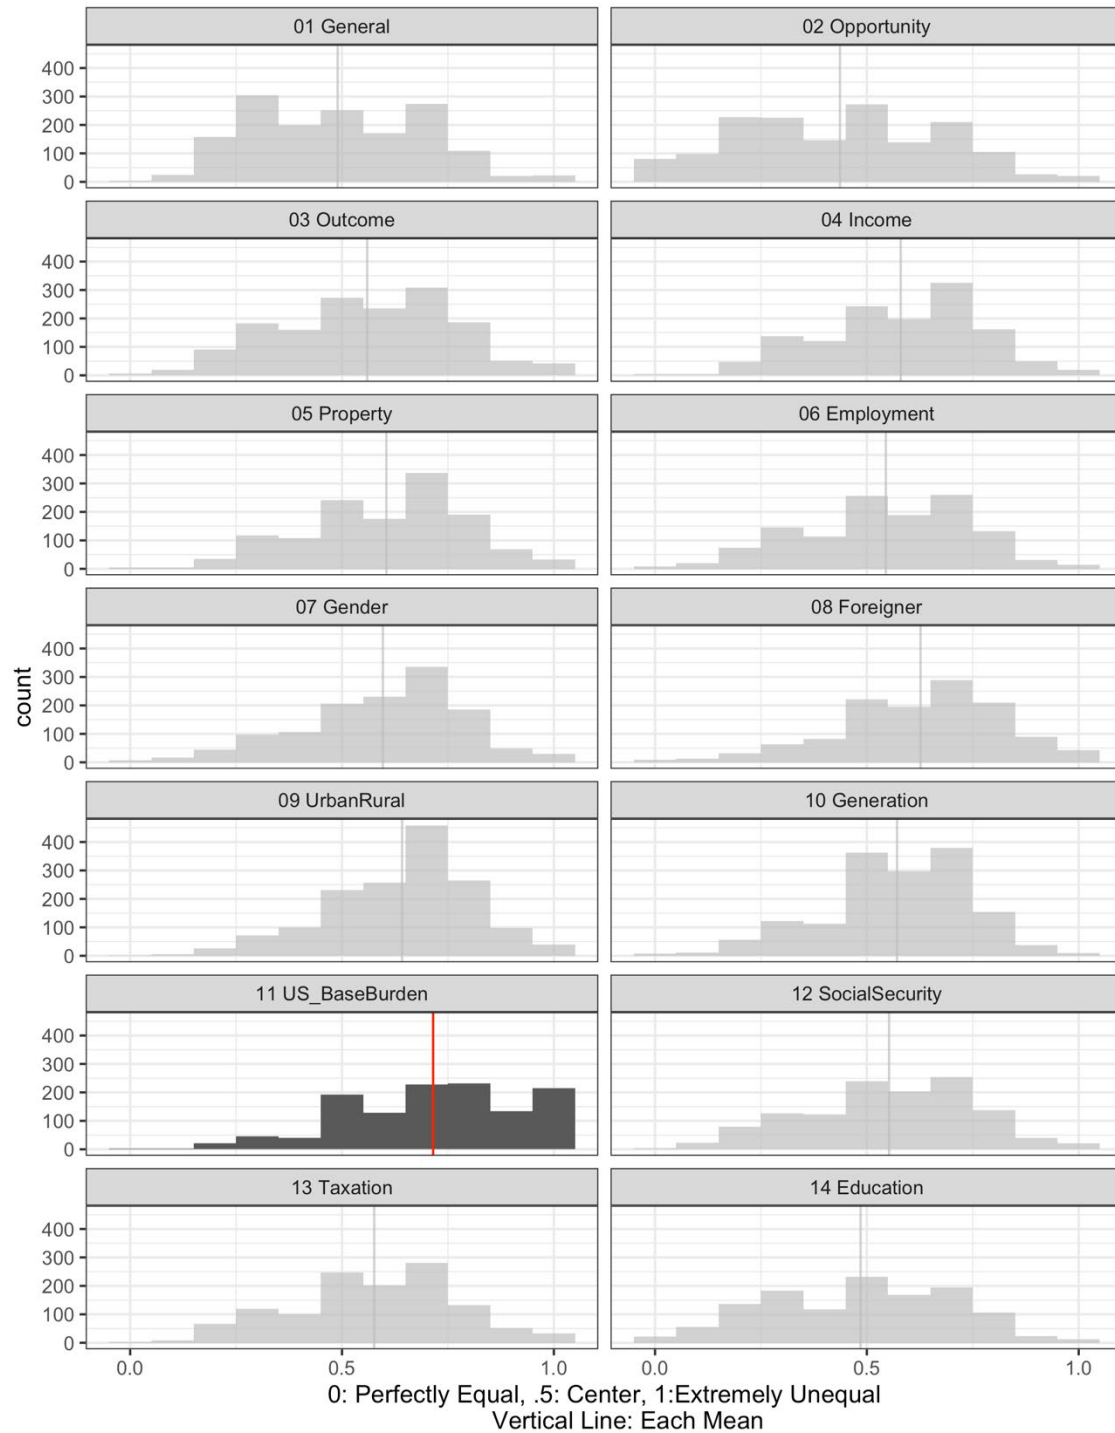 01 General
02 Opportunity
400
300
200
100
0
03 Outcome
04 Income
400
300
200
100
0
05 Property
06 Employment
400
300
200
100
0
07 Gender
08 Foreigner
400
300
200
100
0
count
09 UrbanRural
10 Generation
400
300
200
100
0
11 US_BaseBurden
12 SocialSecurity
400
300
200
100
0
13 Taxation
14 Education
400
300
200
100
0
0.0 0.5 1.0 0.0 0.5 1.0
0: Perfectly Equal, .5: Center, 1:Extremely Unequal
Vertical Line: Each Mean